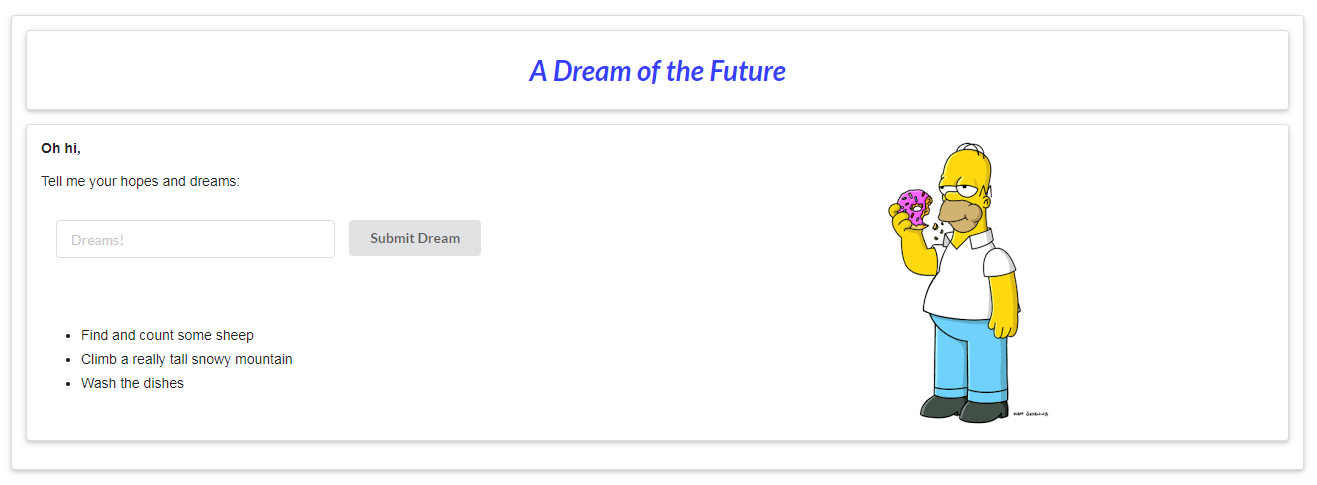 A Dream of the Future
Oh hi,
Tell me your hopes and dreams:
Dreams!
Submit Dream
Find and count some sheep
Climb a really tall snowy mountain
Wash the dishes
MATT GROENING